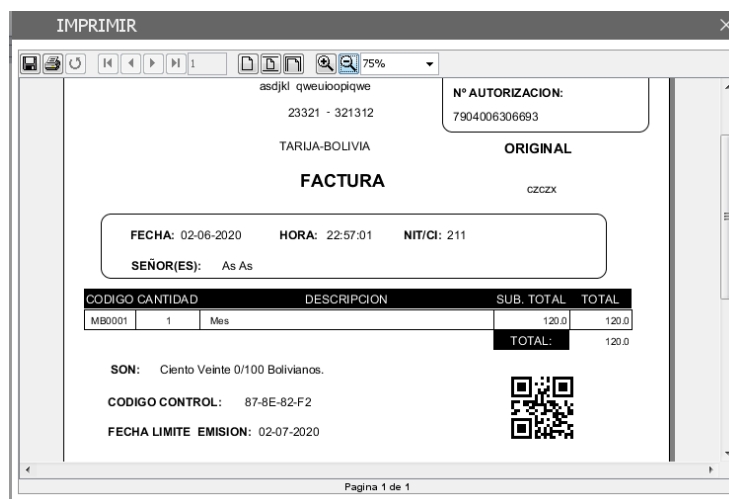 IMPRIMIR
1 75%
asdjkl qweuioopiqwe
Nº AUTORIZACION:
23321 - 321312
7904006306693
TARIJA-BOLIVIA
ORIGINAL
FACTURA
czczx
FECHA: 02-06-2020 HORA: 22:57:01 NIT/CI: 211
SEÑOR(ES): As As
CODIGO CANTIDAD DESCRIPCION SUB. TOTAL TOTAL
MB0001 1 Mes 120.0 120.0
TOTAL: 120.0
SON: Ciento Veinte 0/100 Bolivianos.
CODIGO CONTROL: 87-8E-82-F2
FECHA LIMITE EMISION: 02-07-2020
Pagina 1 de 1